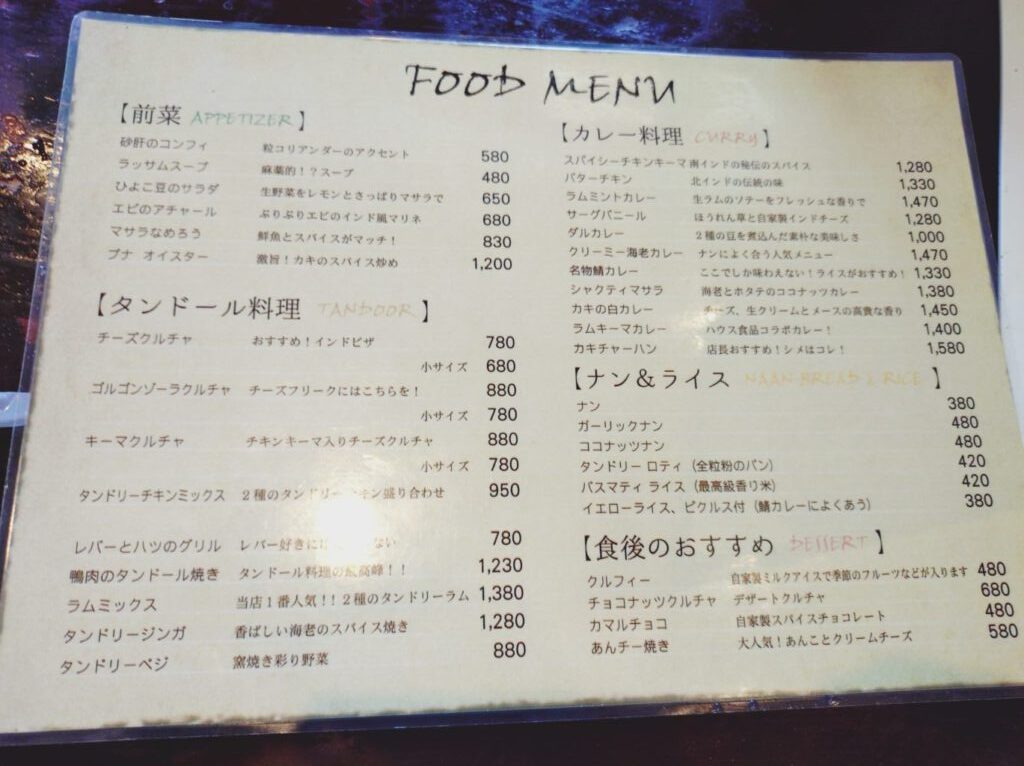 FOOD MENU
【前菜 APPETIZER】
砂肝のコンフィ 粒コリアンダーのアクセント 580
ラッサムスープ 麻薬的！？スープ 480
ひよこ豆のサラダ 生野菜をレモンとさっぱりマサラで 650
エビのアチャール ぷりぷりエビのインド風マリネ 680
マサラなめろう 鮮魚とスパイスがマッチ！ 830
ブナ オイスター 激旨！カキのスパイス炒め 1,200
【タンドール料理 TANDOOR】
チーズクルチャ おすすめ！インドピザ 780
小サイズ 680
ゴルゴンゾーラクルチャ チーズフリークにはこちらを！ 880
小サイズ 780
キーマクルチャ チキンキーマ入りチーズクルチャ 880
小サイズ 780
タンドリーチキンミックス ２種のタンドリー キン盛り合わせ 950
レバーとハツのグリル レバー好きに ない 780
鴨肉のタンドール焼き タンドール料理の最高峰！！ 1,230
ラムミックス 当店１番人気！！２種のタンドリーラム 1,380
タンドリージンガ 香ばしい海老のスパイス焼き 1,280
タンドリーベジ 窯焼き彩り野菜 880
【カレー料理 CURRY】
スパイシーチキンキーマ 南インドの秘伝のスパイス 1,280
バターチキン 北インドの伝統の味 1,330
ラムミントカレー 生ラムのソテーをフレッシュな香りで 1,470
サーグパニール ほうれん草と自家製インドチーズ 1,280
ダルカレー ２種の豆を煮込んだ素朴な美味しさ 1,000
クリーミー海老カレー ナンによく合う人気メニュー 1,470
名物鯖カレー ここでしか味わえない！ライスがおすすめ！ 1,330
シャクティマサラ 海老とホタテのココナッツカレー 1,380
カキの白カレー チーズ、生クリームとメースの高貴な香り 1,450
ラムキーマカレー ハウス食品コラボカレー！ 1,400
カキチャーハン 店長おすすめ！シメはコレ！ 1,580
【ナン＆ライス NAAN BREAD & RICE】
ナン 380
ガーリックナン 480
ココナッツナン 480
タンドリー ロティ（全粒粉のパン） 420
バスマティ ライス（最高級香り米） 420
イエローライス、ピクルス付（鯖カレーによくあう） 380
【食後のおすすめ DESSERT】
クルフィー 自家製ミルクアイスで季節のフルーツなどが入ります 480
チョコナッツクルチャ デザートクルチャ 680
カマルチョコ 自家製スパイスチョコレート 480
あんチー焼き 大人気！あんことクリームチーズ 580